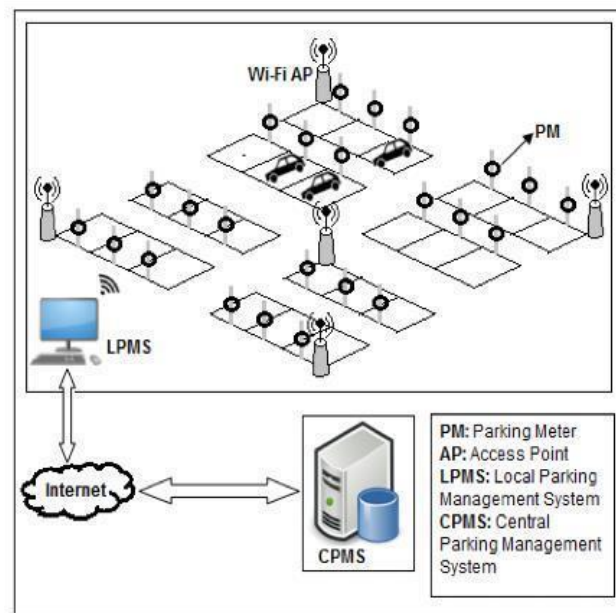 Wi-Fi AP
PM
LPMS
Internet
CPMS
PM: Parking Meter
AP: Access Point
LPMS: Local Parking
Management System
CPMS: Central
Parking Management
System